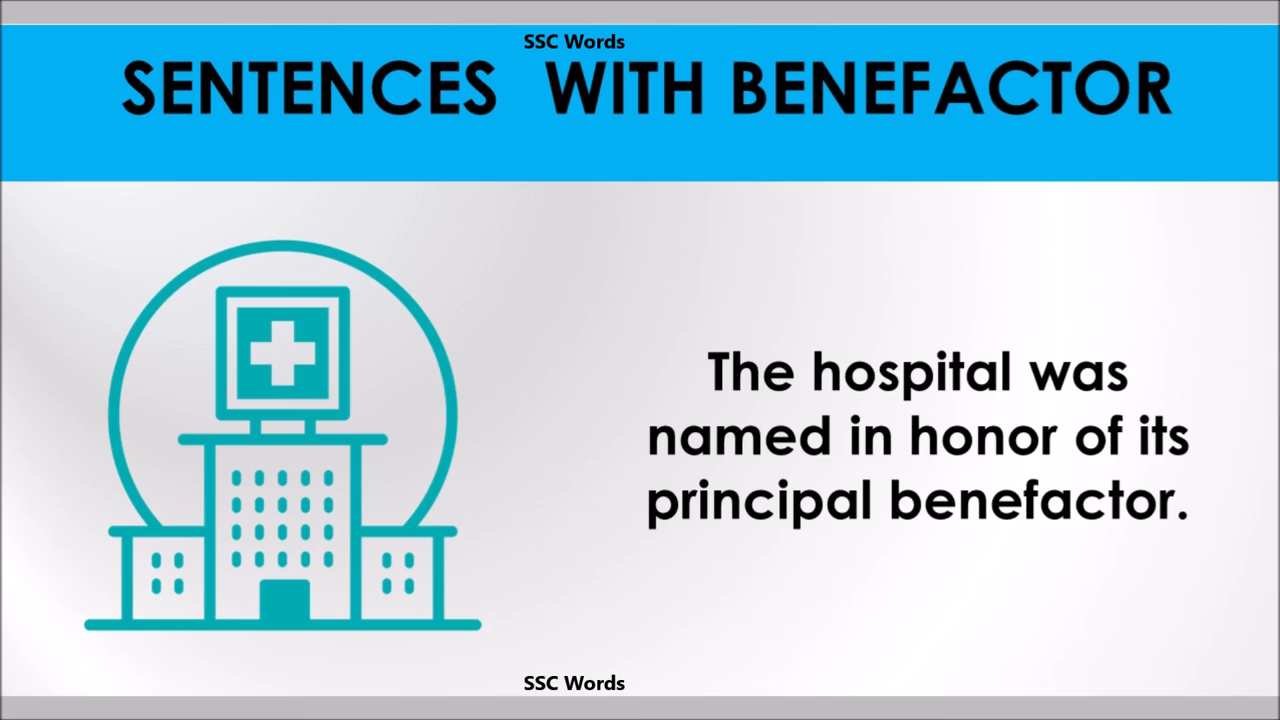 SSC Words
SENTENCES WITH BENEFACTOR
The hospital was
named in honor of its
principal benefactor.
SSC Words